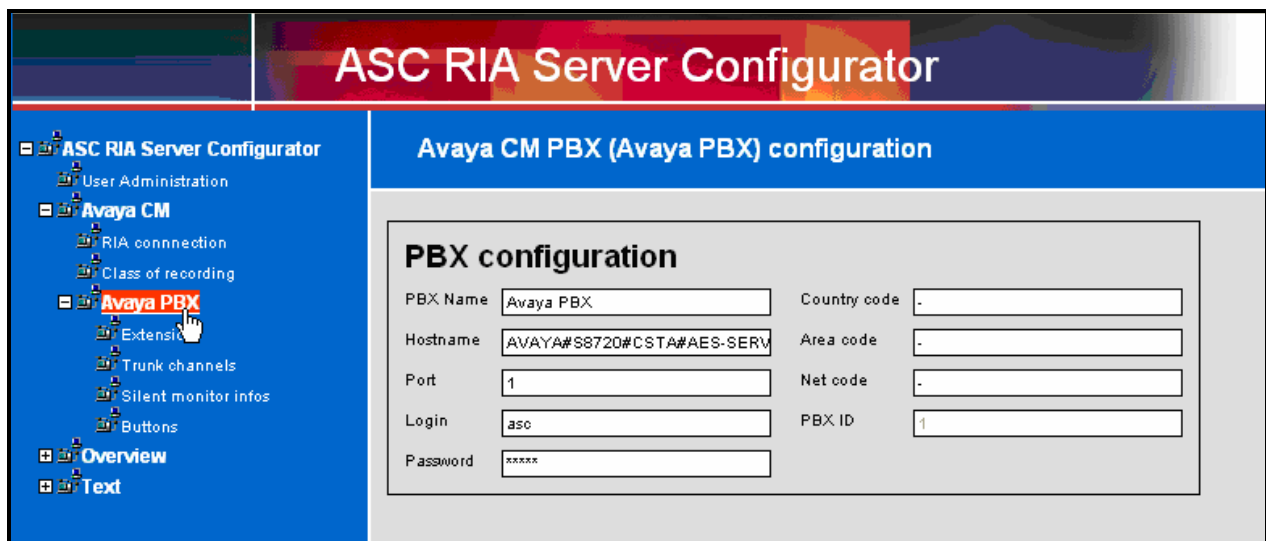 ASC RIA Server Configurator
ASC RIA Server Configurator
User Administration
Avaya CM
RIA connnection
Class of recording
Avaya PBX
Trunk channels
Silent monitor infos
Buttons
Overview
Text
Avaya CM PBX (Avaya PBX) configuration
PBX configuration
PBX Name Avaya PBX
Country code -
Hostname AVAYA#S8720#CSTA#AES-SERV
Area code -
Port 1
Net code -
Login asc
PBX ID 1
Password *****